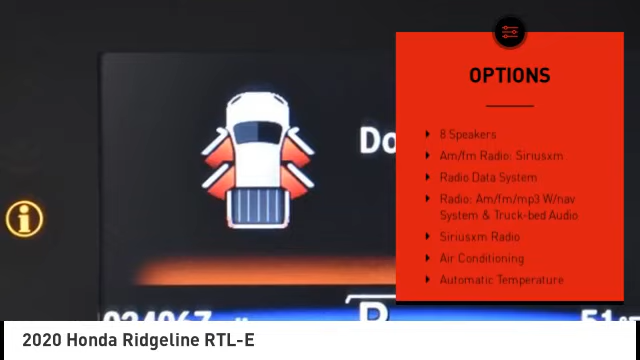 OPTIONS
8 Speakers
Am/fm Radio: Siriusxm
Radio Data System
Radio: Am/fm/mp3 W/nav
System & Truck-bed Audio
Siriusxm Radio
Air Conditioning
Automatic Temperature
2020 Honda Ridgeline RTL-E